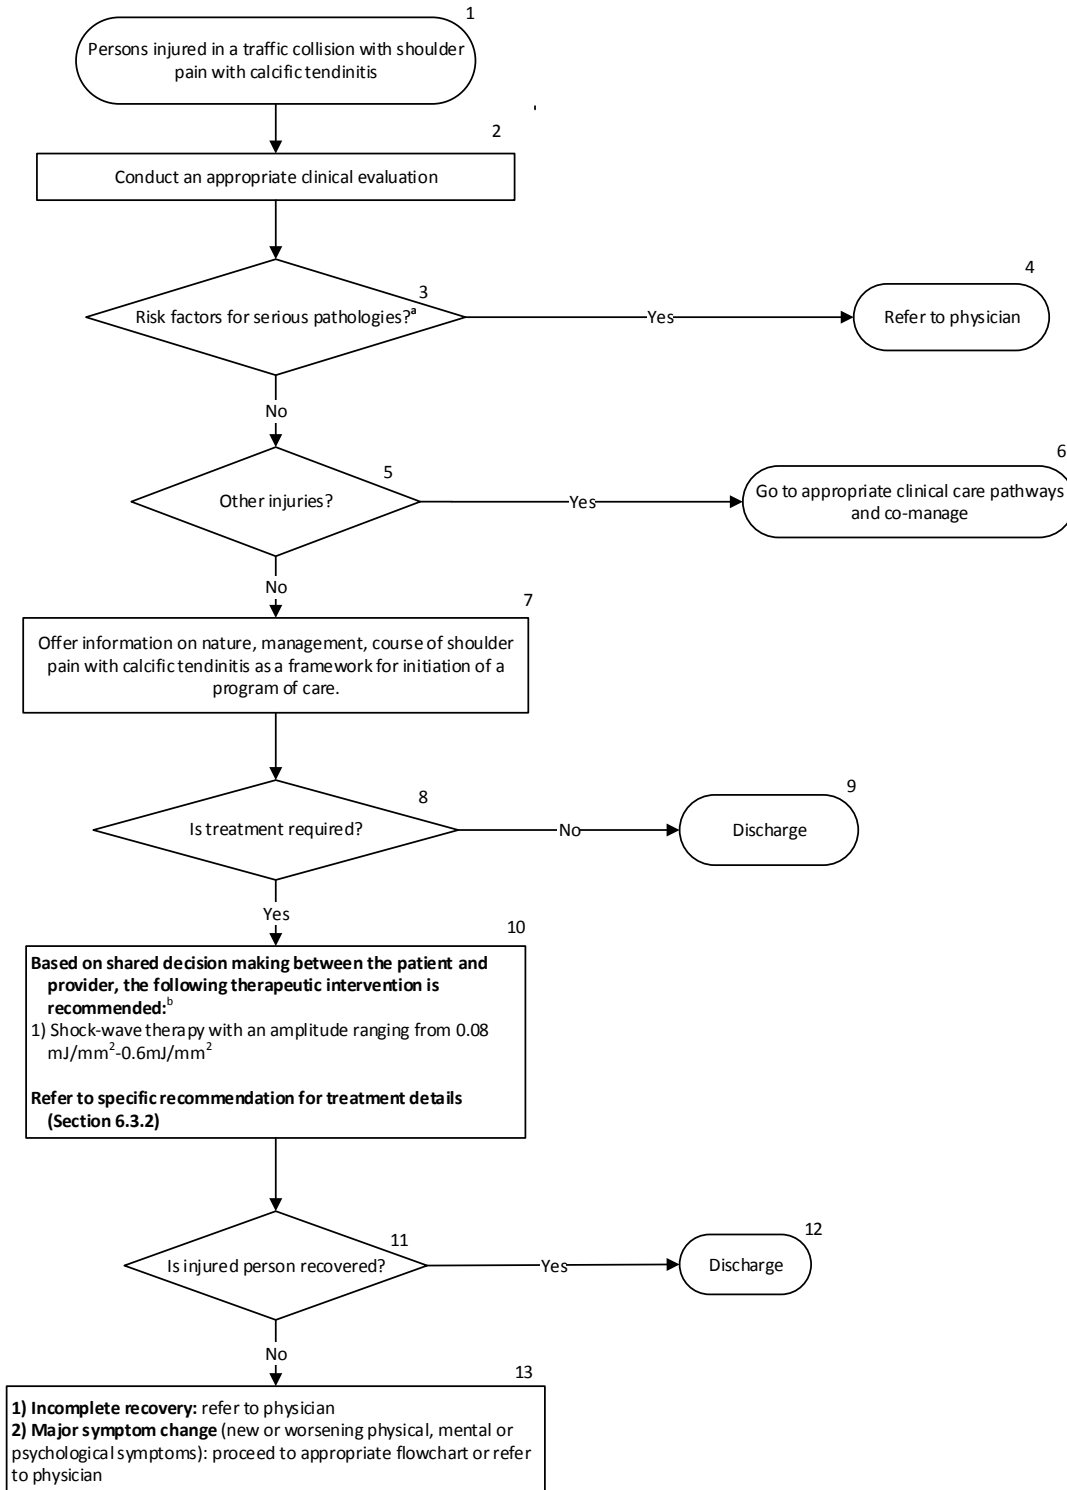 1
Persons injured in a traffic collision with shoulder
pain with calcific tendinitis
2
Conduct an appropriate clinical evaluation
3
Risk factors for serious pathologies?ᵃ
Yes
4
Refer to physician
No
5
Other injuries?
Yes
6
Go to appropriate clinical care pathways
and co-manage
No
7
Offer information on nature, management, course of shoulder
pain with calcific tendinitis as a framework for initiation of a
program of care.
8
Is treatment required?
No
9
Discharge
Yes
10
Based on shared decision making between the patient and
provider, the following therapeutic intervention is
recommended:ᵇ
1) Shock-wave therapy with an amplitude ranging from 0.08
mJ/mm²-0.6mJ/mm²
Refer to specific recommendation for treatment details
(Section 6.3.2)
11
Is injured person recovered?
Yes
12
Discharge
No
13
1) Incomplete recovery: refer to physician
2) Major symptom change (new or worsening physical, mental or
psychological symptoms): proceed to appropriate flowchart or refer
to physician